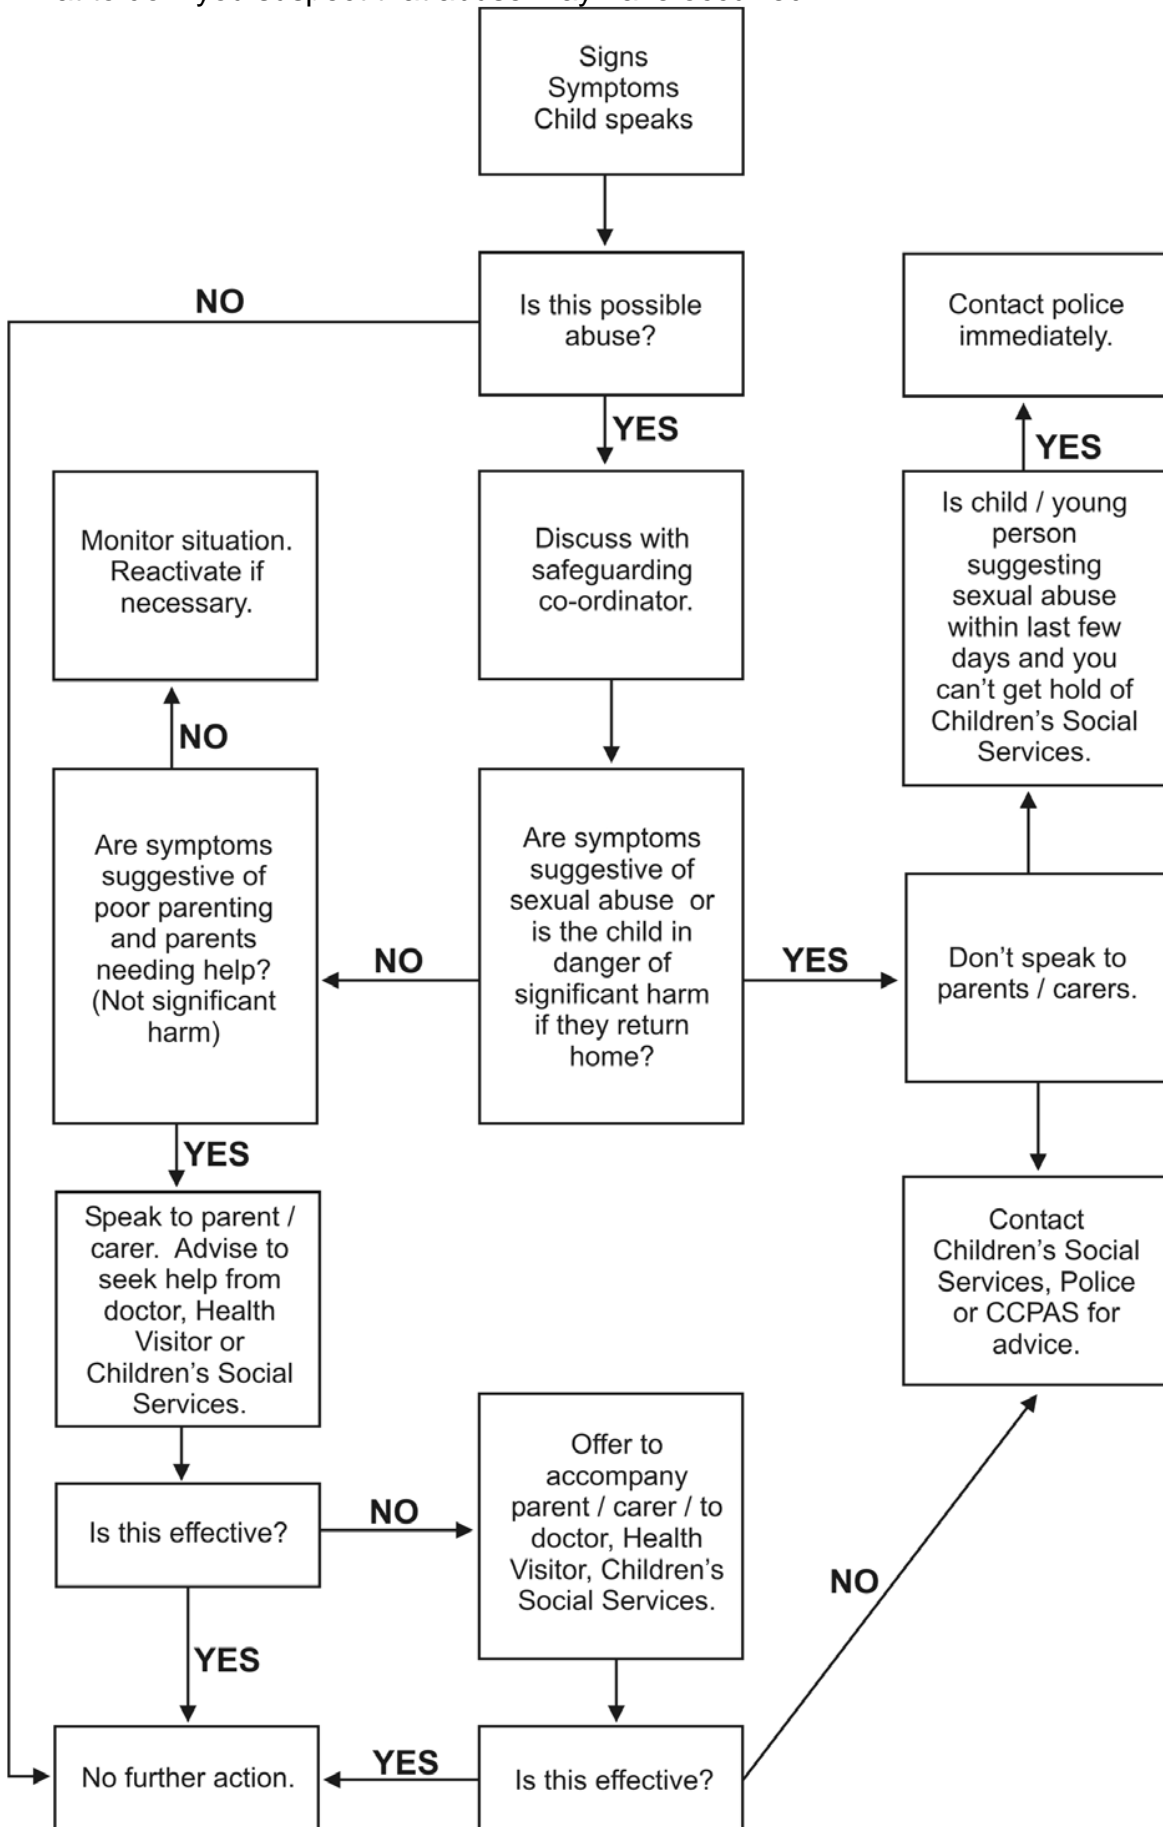 Signs
Symptoms
Child speaks
NO
Is this possible
abuse?
Contact police
immediately.
YES
YES
Monitor situation.
Reactivate if
necessary.
Discuss with
safeguarding
co-ordinator.
Is child / young
person
suggesting
sexual abuse
within last few
days and you
can't get hold of
Children's Social
Services.
NO
Are symptoms
suggestive of
poor parenting
and parents
needing help?
(Not significant
harm)
NO
Are symptoms
suggestive of
sexual abuse or
is the child in
danger of
significant harm
if they return
home?
YES
Don't speak to
parents / carers.
YES
Speak to parent /
carer. Advise to
seek help from
doctor, Health
Visitor or
Children's Social
Services.
Contact
Children's Social
Services, Police
or CCPAS for
advice.
Is this effective?
NO
Offer to
accompany
parent / carer / to
doctor, Health
Visitor, Children's
Social Services.
NO
YES
No further action.
YES
Is this effective?